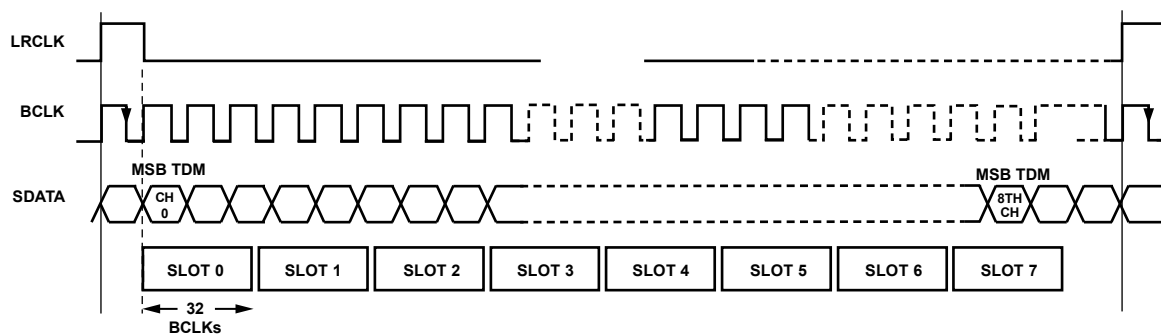 LRCLK
BCLK
MSB TDM
MSB TDM
SDATA
CH
0
8TH
CH
SLOT 0
SLOT 1
SLOT 2
SLOT 3
SLOT 4
SLOT 5
SLOT 6
SLOT 7
32
BCLKs